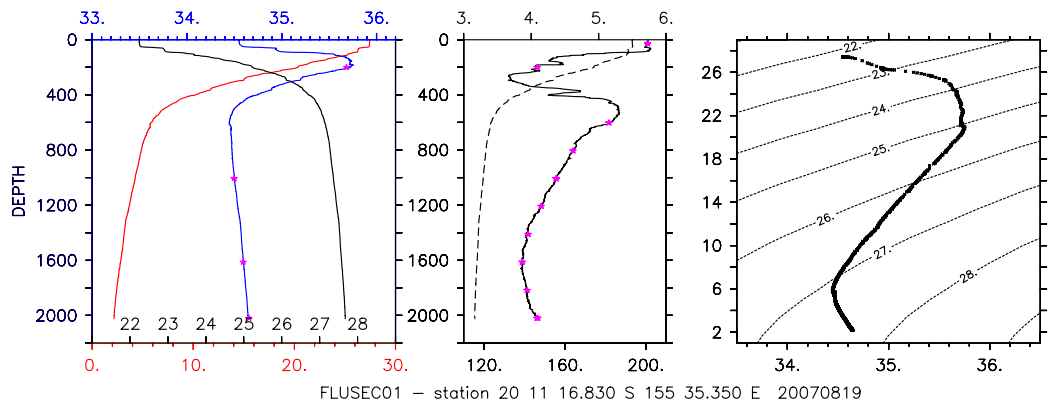 33. 34. 35. 36. 3. 4. 5. 6.
0 0 22. 26
400 400 23. 22
800 800 24. 18
DEPTH
1200 1200 25. 14
1600 1600 26. 10
2000 2000 27. 6
22 23 24 25 26 27 28 28. 2
0. 10. 20. 30. 120. 160. 200. 34. 35. 36.
FLUSEC01 – station 20 11 16.830 S 155 35.350 E 20070819